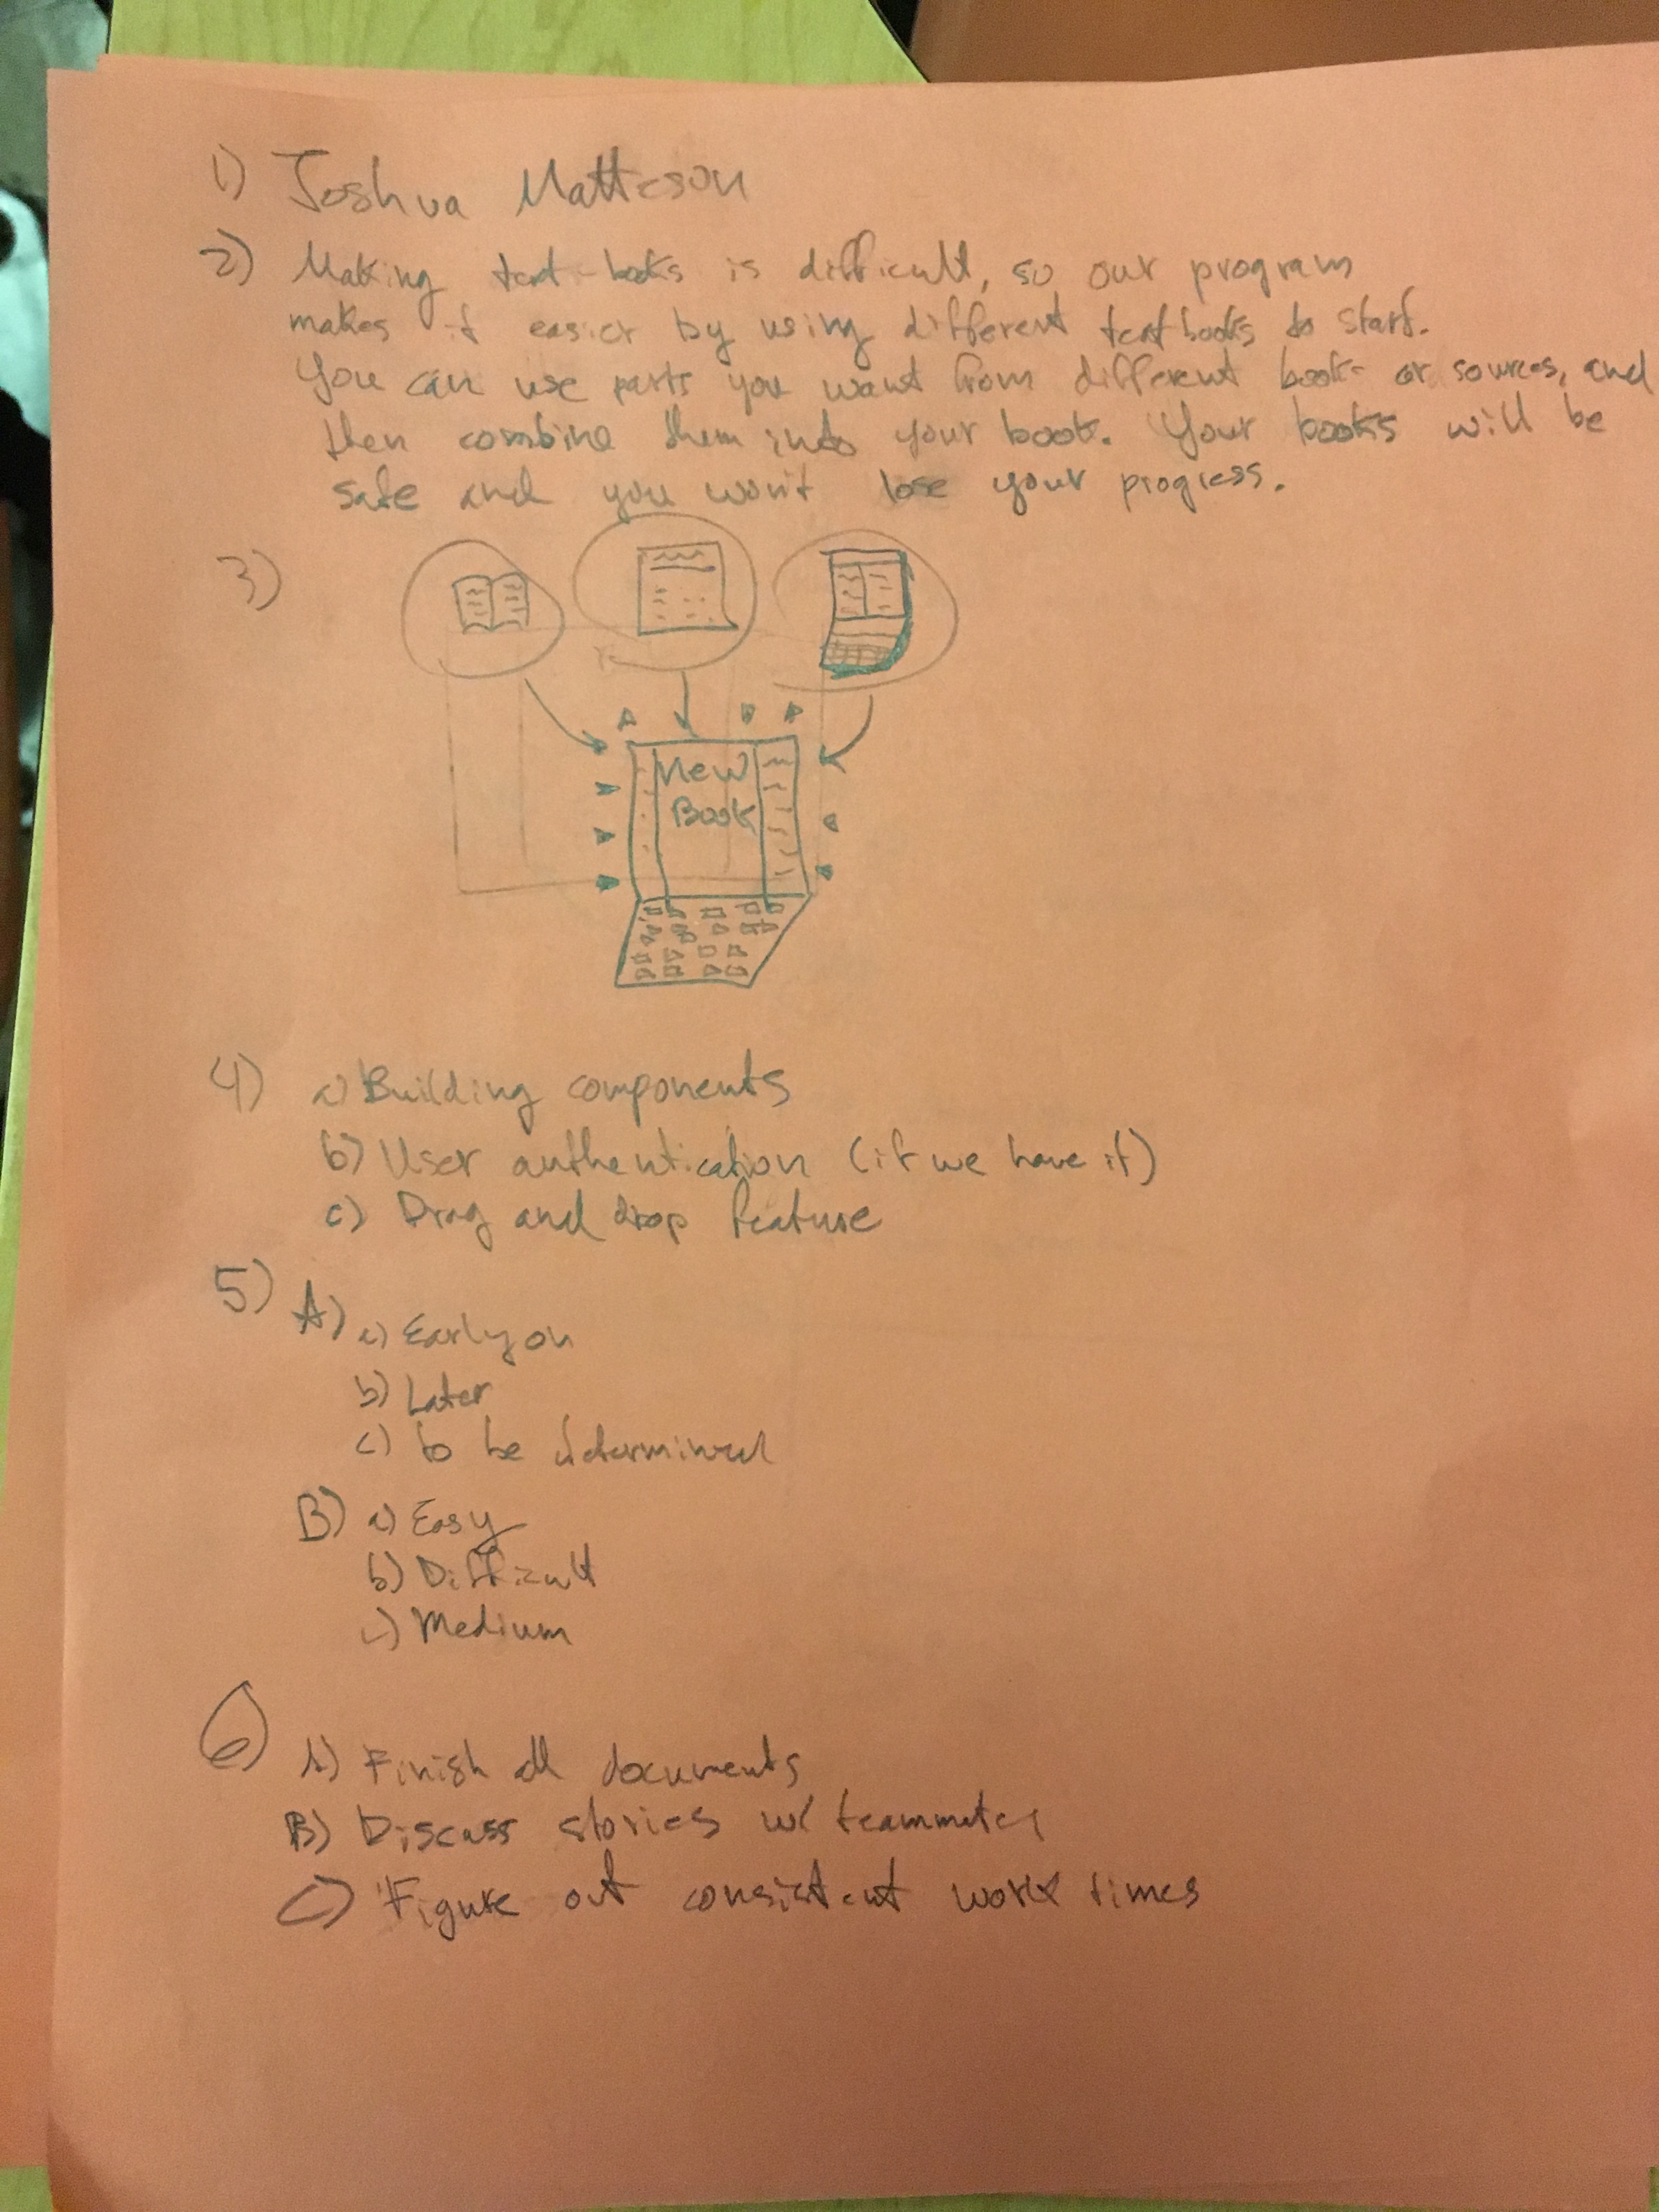 1) Joshua Matteson
2) Making text-books is difficult, so our program
makes it easier by using different textbooks to start.
You can use parts you want from different books or sources, and
then combine them into your book. Your books will be
safe and you won't lose your progress.
3)
New
Book
4) a) Building components
b) User authentication (if we have it)
c) Drag and drop feature
5) A) a) Early on
b) Later
c) to be determined
B) a) Easy
b) Difficult
c) Medium
6) A) Finish all documents
B) Discuss stories w/ teammates
C) Figure out consistent work times